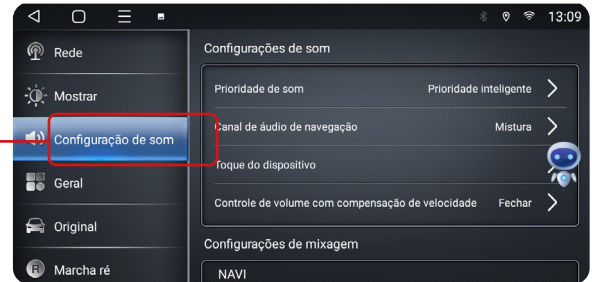 13:09
Rede
Mostrar
Configuração de som
Geral
Original
R Marcha ré
Configurações de som
Prioridade de som Prioridade inteligente
Canal de áudio de navegação Mistura
Toque do dispositivo
Controle de volume com compensação de velocidade Fechar
Configurações de mixagem
NAVI